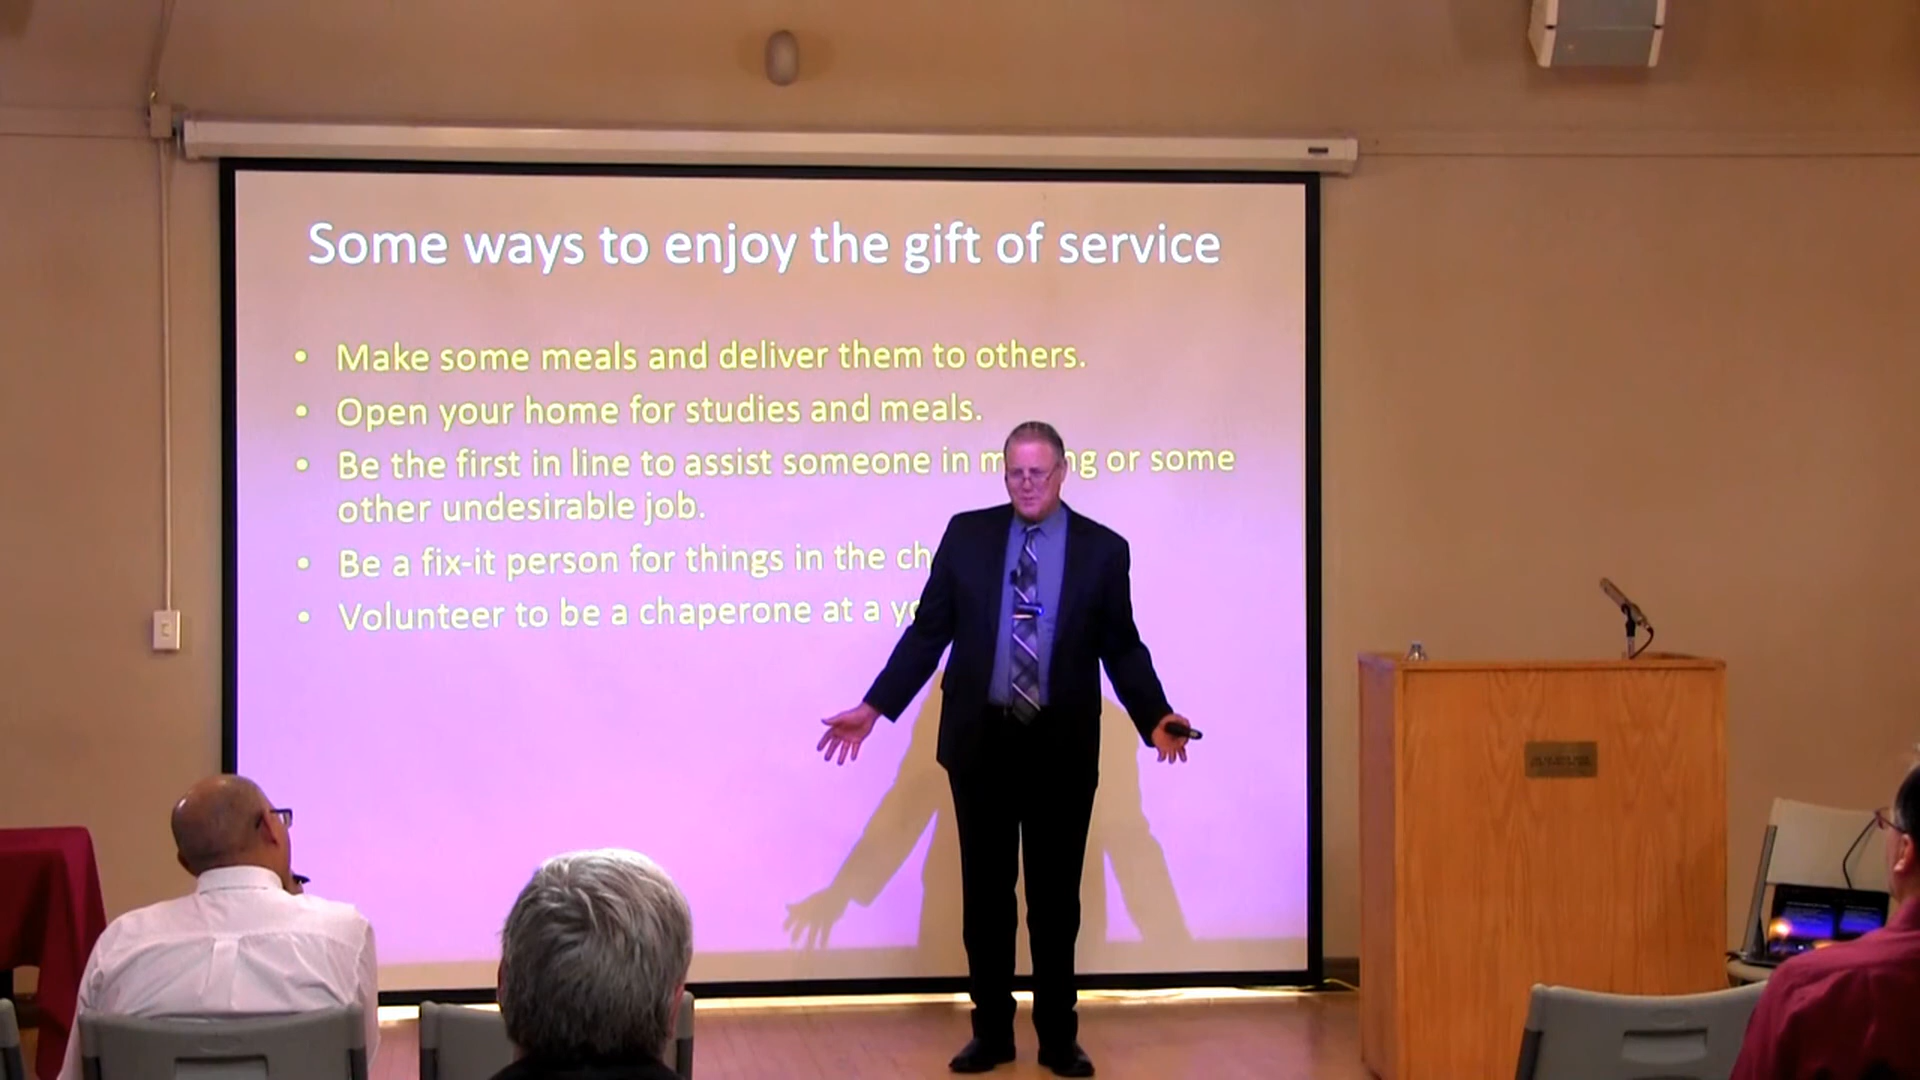 Some ways to enjoy the gift of service
• Make some meals and deliver them to others.
• Open your home for studies and meals.
• Be the first in line to assist someone in m ng or some
other undesirable job.
• Be a fix-it person for things in the ch
• Volunteer to be a chaperone at a yo